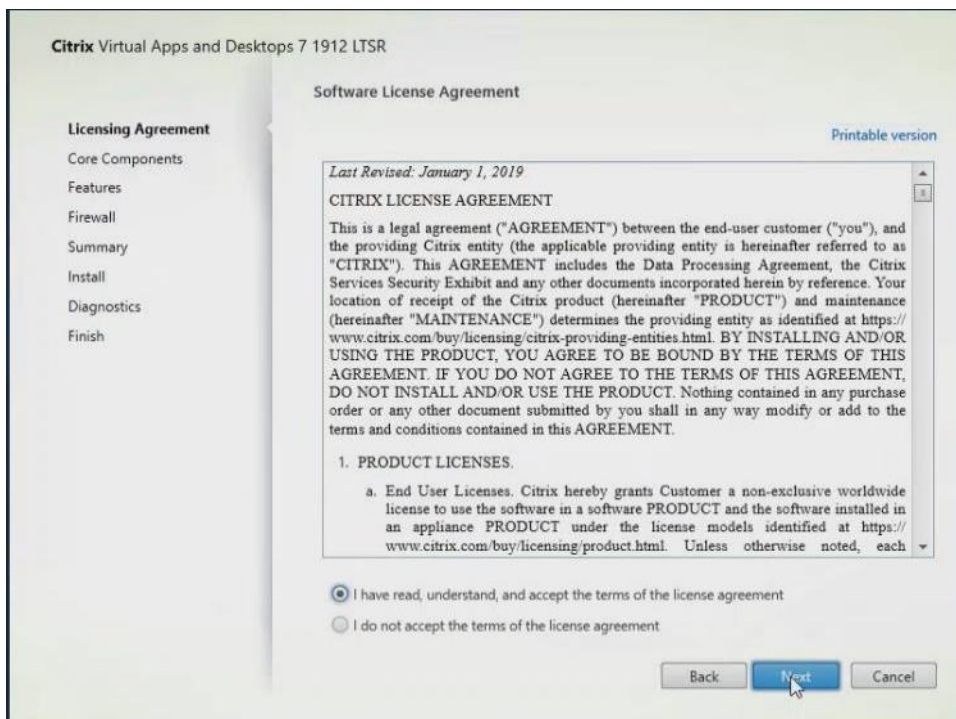 Citrix Virtual Apps and Desktops 7 1912 LTSR
Software License Agreement
Licensing Agreement
Core Components
Features
Firewall
Summary
Install
Diagnostics
Finish
Printable version
Last Revised: January 1, 2019
CITRIX LICENSE AGREEMENT
This is a legal agreement ("AGREEMENT") between the end-user customer ("you"), and
the providing Citrix entity (the applicable providing entity is hereinafter referred to as
"CITRIX"). This AGREEMENT includes the Data Processing Agreement, the Citrix
Services Security Exhibit and any other documents incorporated herein by reference. Your
location of receipt of the Citrix product (hereinafter "PRODUCT") and maintenance
(hereinafter "MAINTENANCE") determines the providing entity as identified at https://
www.citrix.com/buy/licensing/citrix-providing-entities.html. BY INSTALLING AND/OR
USING THE PRODUCT, YOU AGREE TO BE BOUND BY THE TERMS OF THIS
AGREEMENT. IF YOU DO NOT AGREE TO THE TERMS OF THIS AGREEMENT,
DO NOT INSTALL AND/OR USE THE PRODUCT. Nothing contained in any purchase
order or any other document submitted by you shall in any way modify or add to the
terms and conditions contained in this AGREEMENT.
1. PRODUCT LICENSES.
a. End User Licenses. Citrix hereby grants Customer a non-exclusive worldwide
license to use the software in a software PRODUCT and the software installed in
an appliance PRODUCT under the license models identified at https://
www.citrix.com/buy/licensing/product.html. Unless otherwise noted, each
I have read, understand, and accept the terms of the license agreement
I do not accept the terms of the license agreement
Back
Next
Cancel